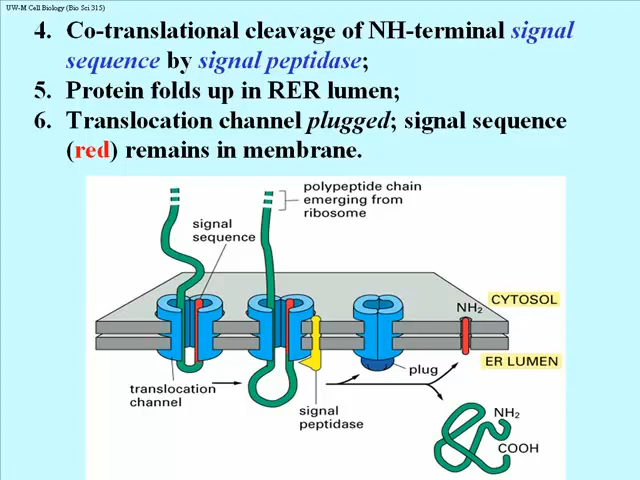 UW-M Cell Biology (Bio Sci 315)
4. Co-translational cleavage of NH-terminal signal
sequence by signal peptidase;
5. Protein folds up in RER lumen;
6. Translocation channel plugged; signal sequence
(red) remains in membrane.
polypeptide chain
emerging from
ribosome
signal
sequence
CYTOSOL
NH2
ER LUMEN
plug
translocation
channel
signal
peptidase
NH2
COOH